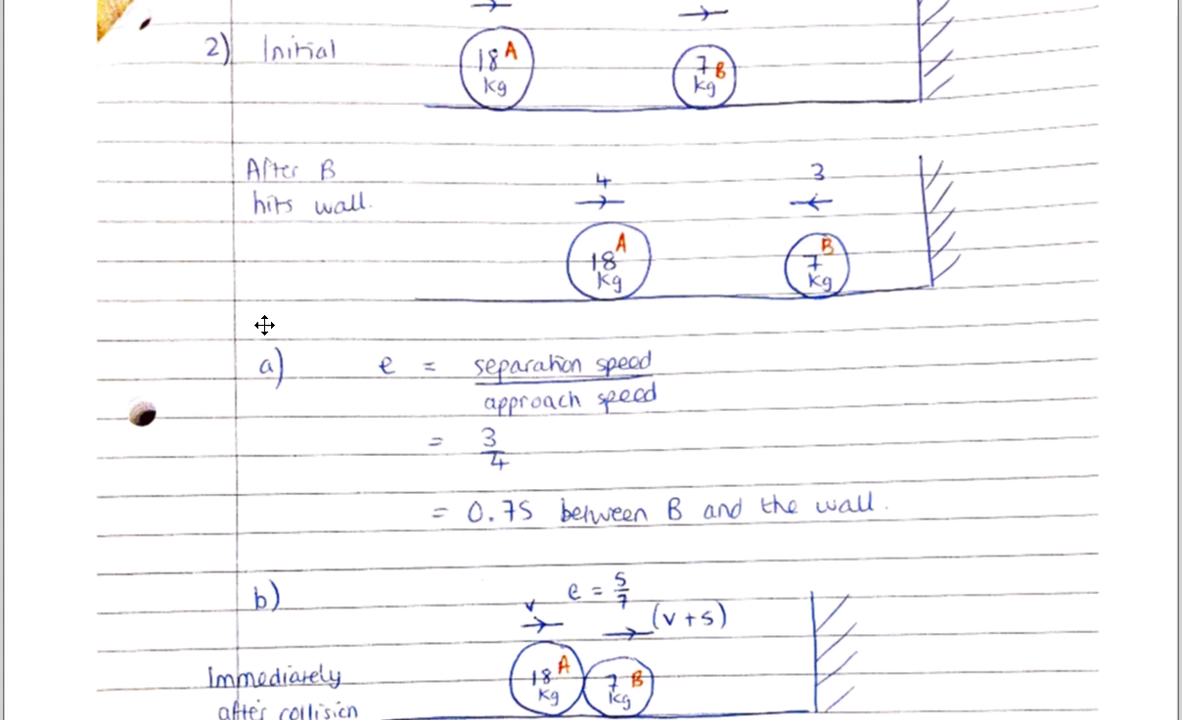 2) Initial
18 A
kg
7 B
kg
After B
hits wall.
4
3
18 A
kg
7 B
kg
a) e = separation speed
approach speed
= 3
4
= 0.75 between B and the wall.
b) e = 5
7
v
(v+5)
18 A
kg
7 B
kg
Immediately
after collision